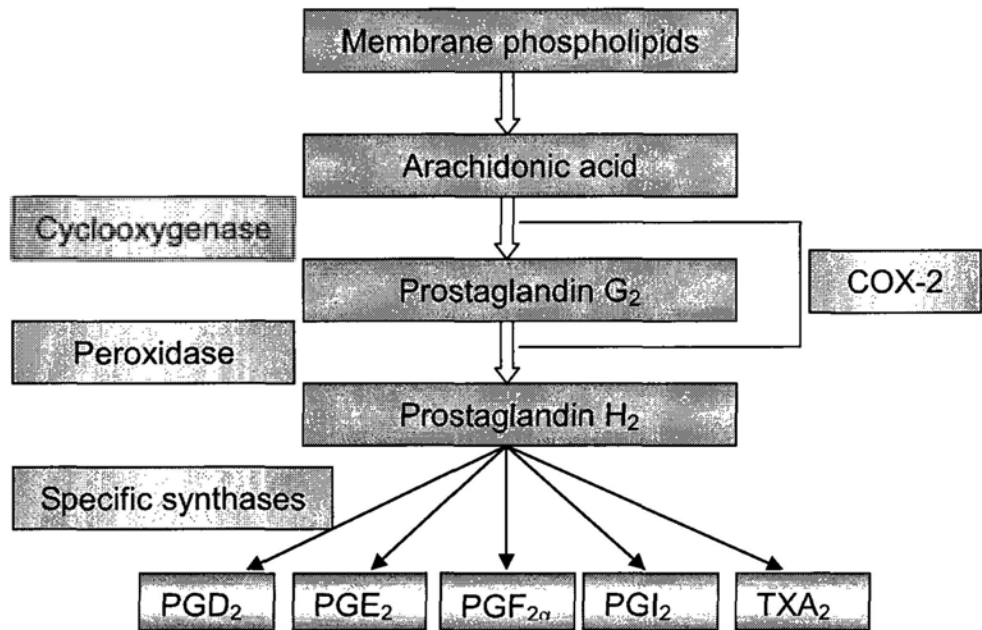 Membrane phospholipids
Arachidonic acid
Cyclooxygenase
Prostaglandin G₂
COX-2
Peroxidase
Prostaglandin H₂
Specific synthases
PGD₂
PGE₂
PGF₂α
PGI₂
TXA₂